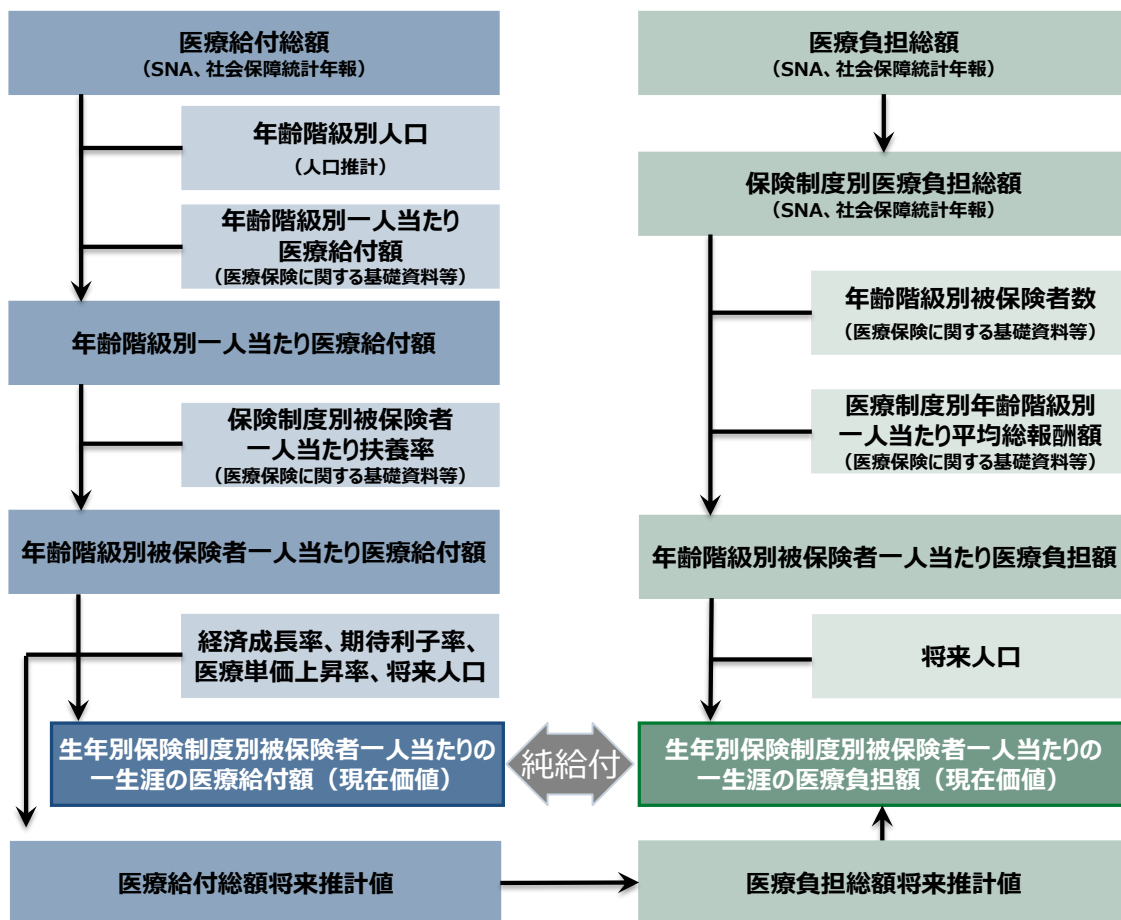 医療給付総額
（SNA、社会保障統計年報）
年齢階級別人口
（人口推計）
年齢階級別一人当たり
医療給付額
（医療保険に関する基礎資料等）
年齢階級別一人当たり医療給付額
保険制度別被保険者
一人当たり扶養率
（医療保険に関する基礎資料等）
年齢階級別被保険者一人当たり医療給付額
経済成長率、期待利子率、
医療単価上昇率、将来人口
生年別保険制度別被保険者一人当たりの
一生涯の医療給付額（現在価値）
医療給付総額将来推計値
純給付
医療負担総額
（SNA、社会保障統計年報）
保険制度別医療負担総額
（SNA、社会保障統計年報）
年齢階級別被保険者数
（医療保険に関する基礎資料等）
医療制度別年齢階級別
一人当たり平均総報酬額
（医療保険に関する基礎資料等）
年齢階級別被保険者一人当たり医療負担額
将来人口
生年別保険制度別被保険者一人当たりの
一生涯の医療負担額（現在価値）
医療負担総額将来推計値